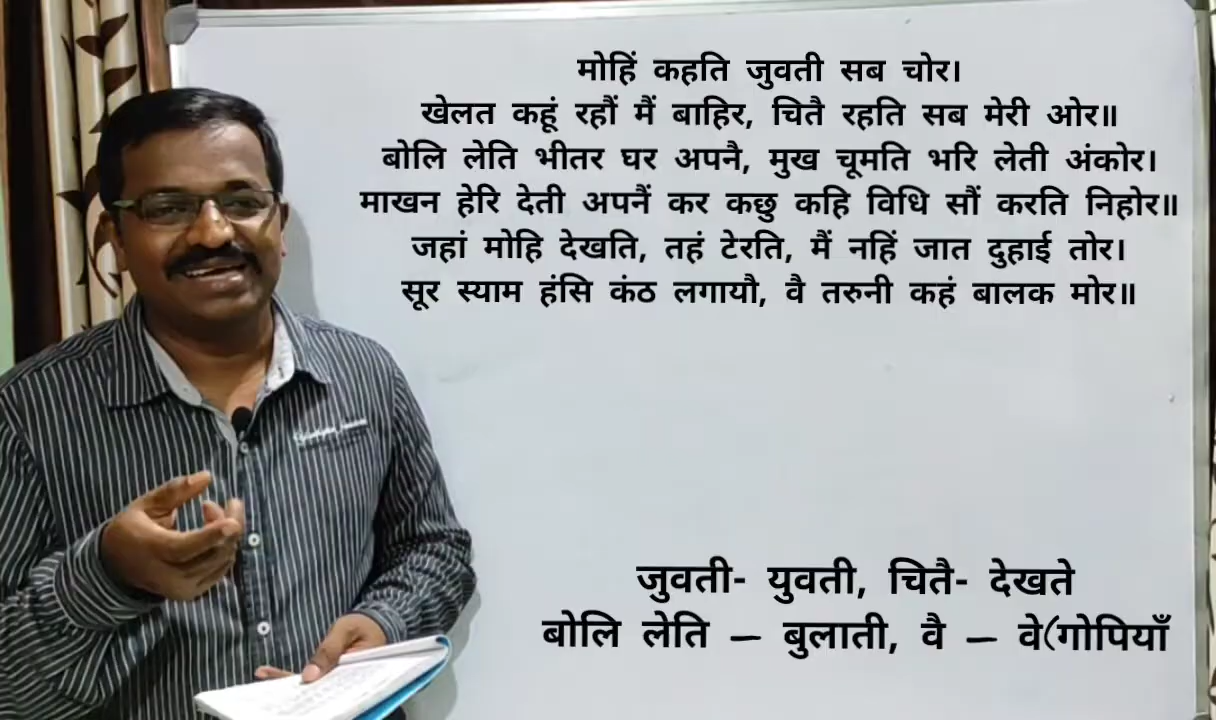 मोहिं कहति जुवती सब चोर।
खेलत कहूं रहौं मैं बाहिर, चितै रहति सब मेरी ओर॥
बोलि लेति भीतर घर अपनै, मुख चूमति भरि लेती अंकोर।
माखन हेरि देती अपनैं कर कछु कहि विधि सौं करति निहोर॥
जहां मोहि देखति, तहं टेरति, मैं नहिं जात दुहाई तोर।
सूर स्याम हंसि कंठ लगायौ, वै तरुनी कहं बालक मोर॥
जुवती- युवती, चितै- देखते
बोलि लेति – बुलाती, वै – वे(गोपियाँ